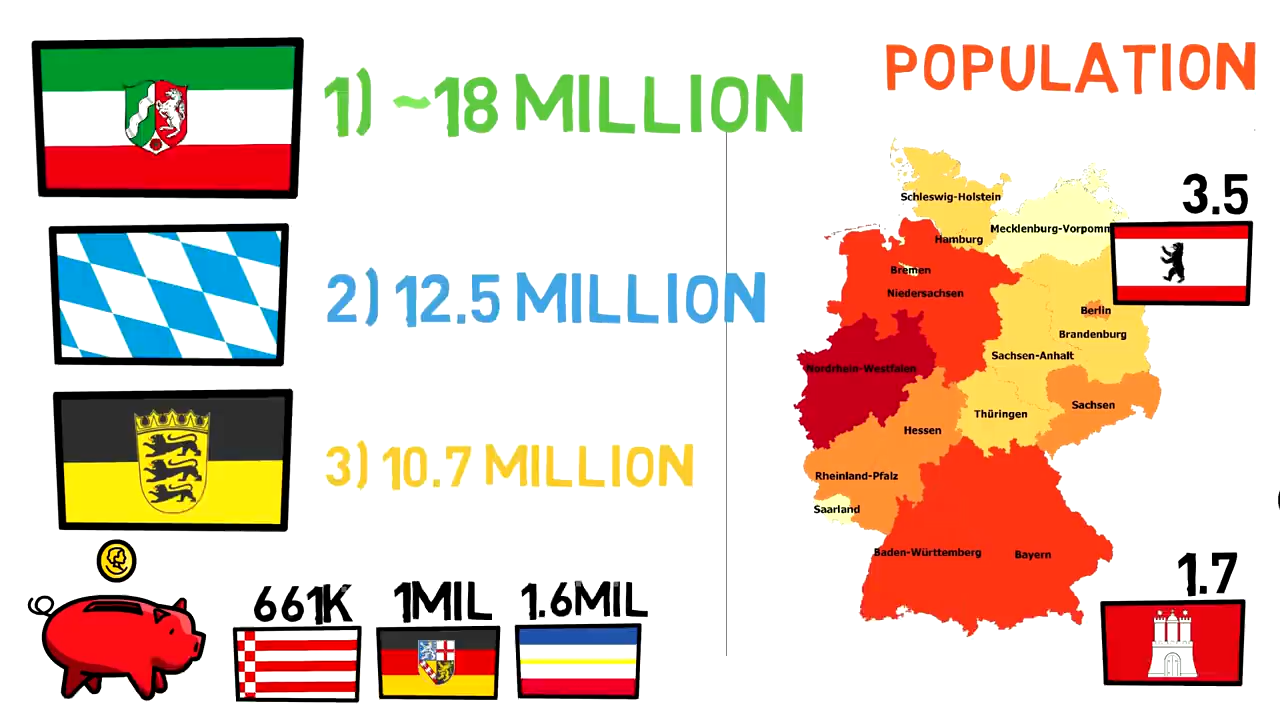 POPULATION
1) ~18 MILLION
2) 12.5 MILLION
3) 10.7 MILLION
661K
1MIL
1.6MIL
3.5
1.7
Schleswig-Holstein
Mecklenburg-Vorpomm
Hamburg
Bremen
Niedersachsen
Berlin
Brandenburg
Sachsen-Anhalt
Nordrhein-Westfalen
Sachsen
Thüringen
Hessen
Rheinland-Pfalz
Saarland
Baden-Württemberg
Bayern